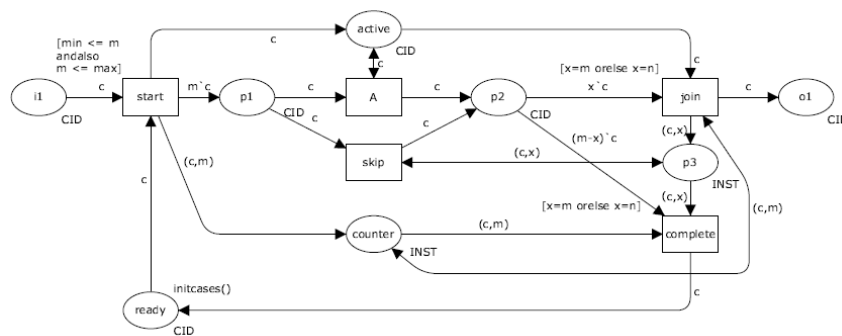 active
c
CID
[min <= m
andalso
m <= max]
[x=m orelse x=n]
c
c
i1
c
start
m`c
p1
c
A
c
p2
x`c
join
c
o1
CID
CID
c
CID
CID
c
(c,x)
(m-x)`c
skip
(c,x)
p3
(c,m)
INST
(c,x)
(c,m)
c
[x=m orelse x=n]
counter
(c,m)
complete
INST
initcases()
c
ready
CID